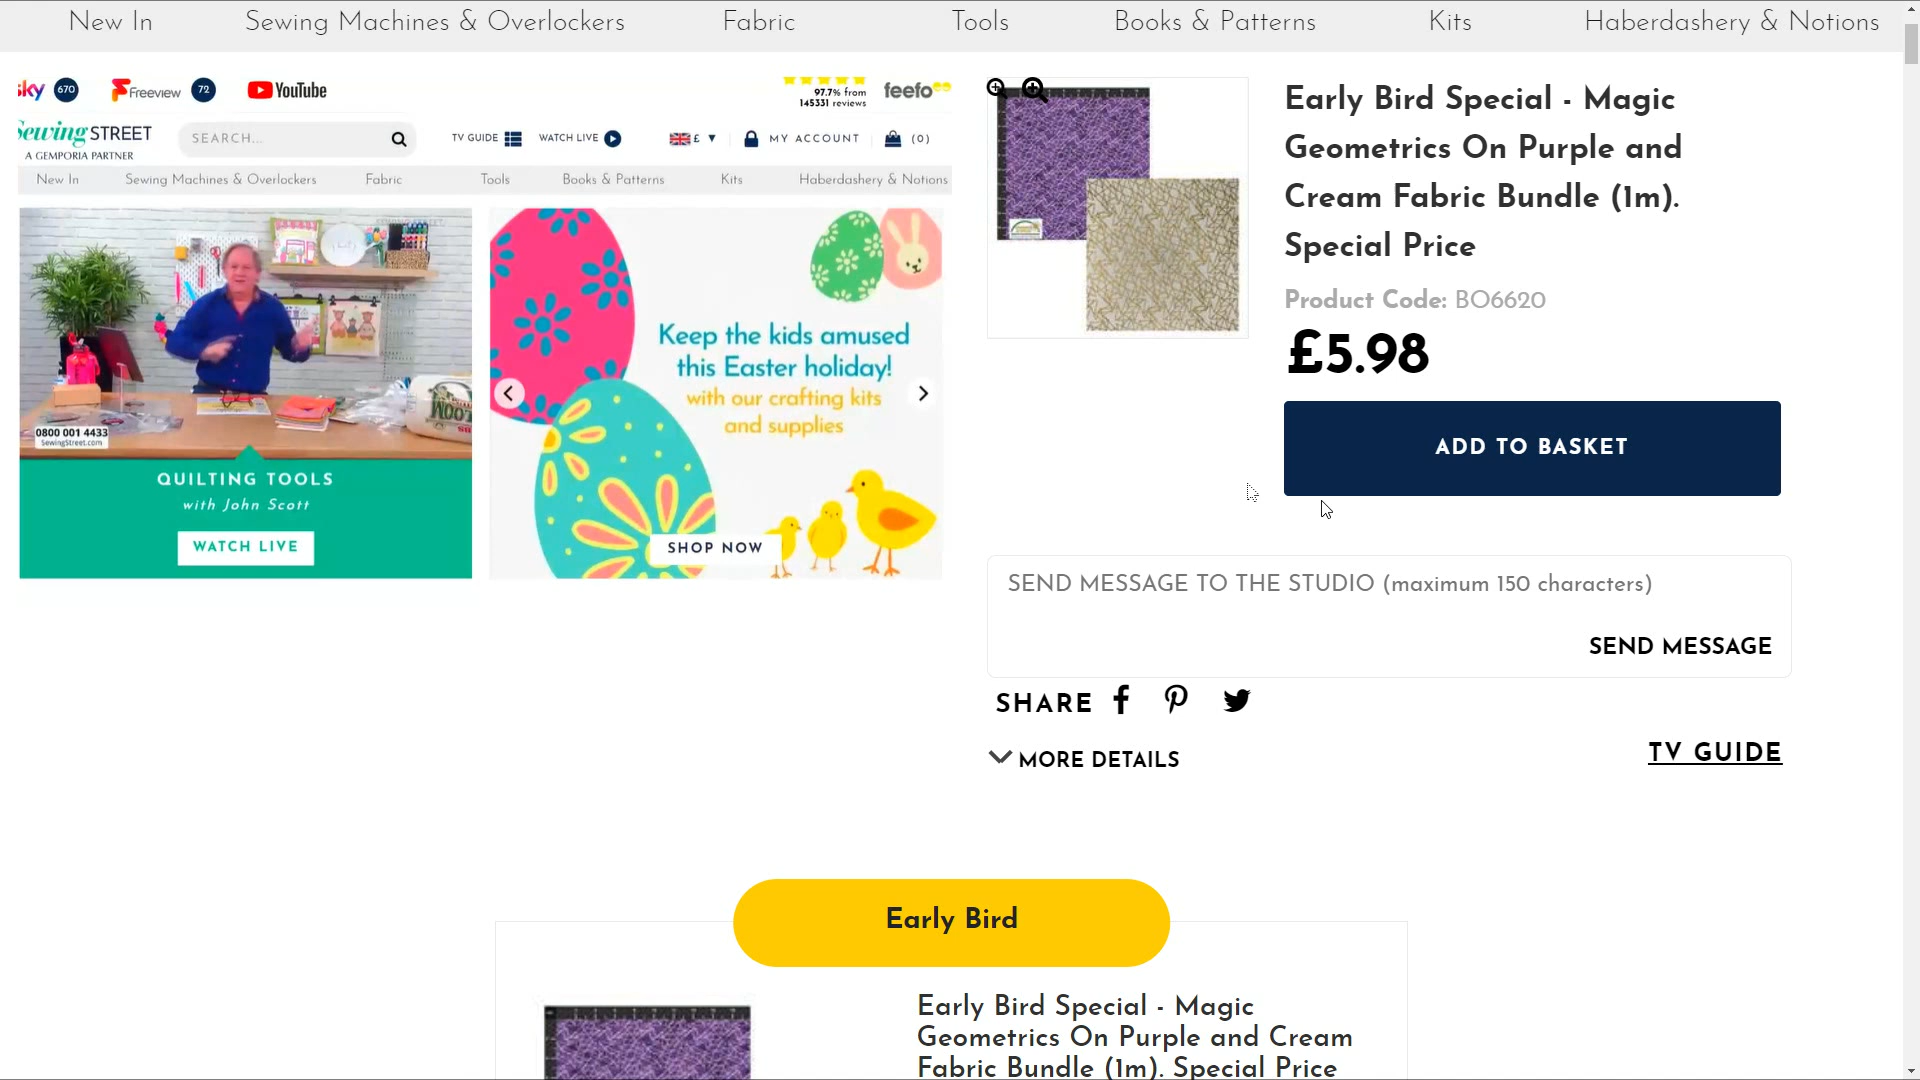 New In
Sewing Machines & Overlockers
Fabric
Tools
Books & Patterns
Kits
Haberdashery & Notions
sky 670
Freeview 72
YouTube
97.7% from
145331 reviews
feefo
Sewing STREET
A GEMPORIA PARTNER
SEARCH...
TV GUIDE
WATCH LIVE
£
MY ACCOUNT
(0)
New In
Sewing Machines & Overlockers
Fabric
Tools
Books & Patterns
Kits
Haberdashery & Notions
0800 001 4433
SewingStreet.com
QUILTING TOOLS
with John Scott
WATCH LIVE
Keep the kids amused
this Easter holiday!
with our crafting kits
and supplies
SHOP NOW
Early Bird Special - Magic
Geometrics On Purple and
Cream Fabric Bundle (1m).
Special Price
Product Code: BO6620
£5.98
ADD TO BASKET
SEND MESSAGE TO THE STUDIO (maximum 150 characters)
SEND MESSAGE
SHARE
MORE DETAILS
TV GUIDE
Early Bird
Early Bird Special - Magic
Geometrics On Purple and Cream
Fabric Bundle (1m). Special Price